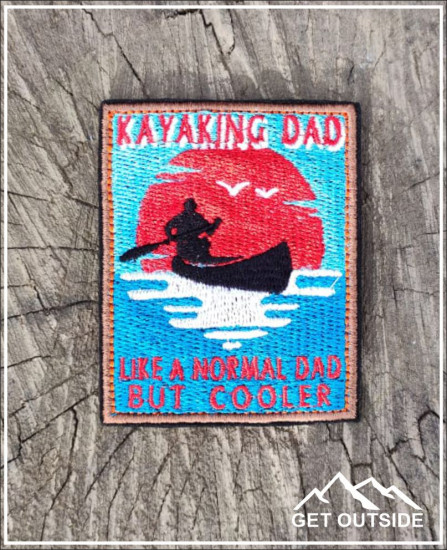 KAYAKING DAD
LIKE A NORMAL DAD
BUT COOLER
GET OUTSIDE